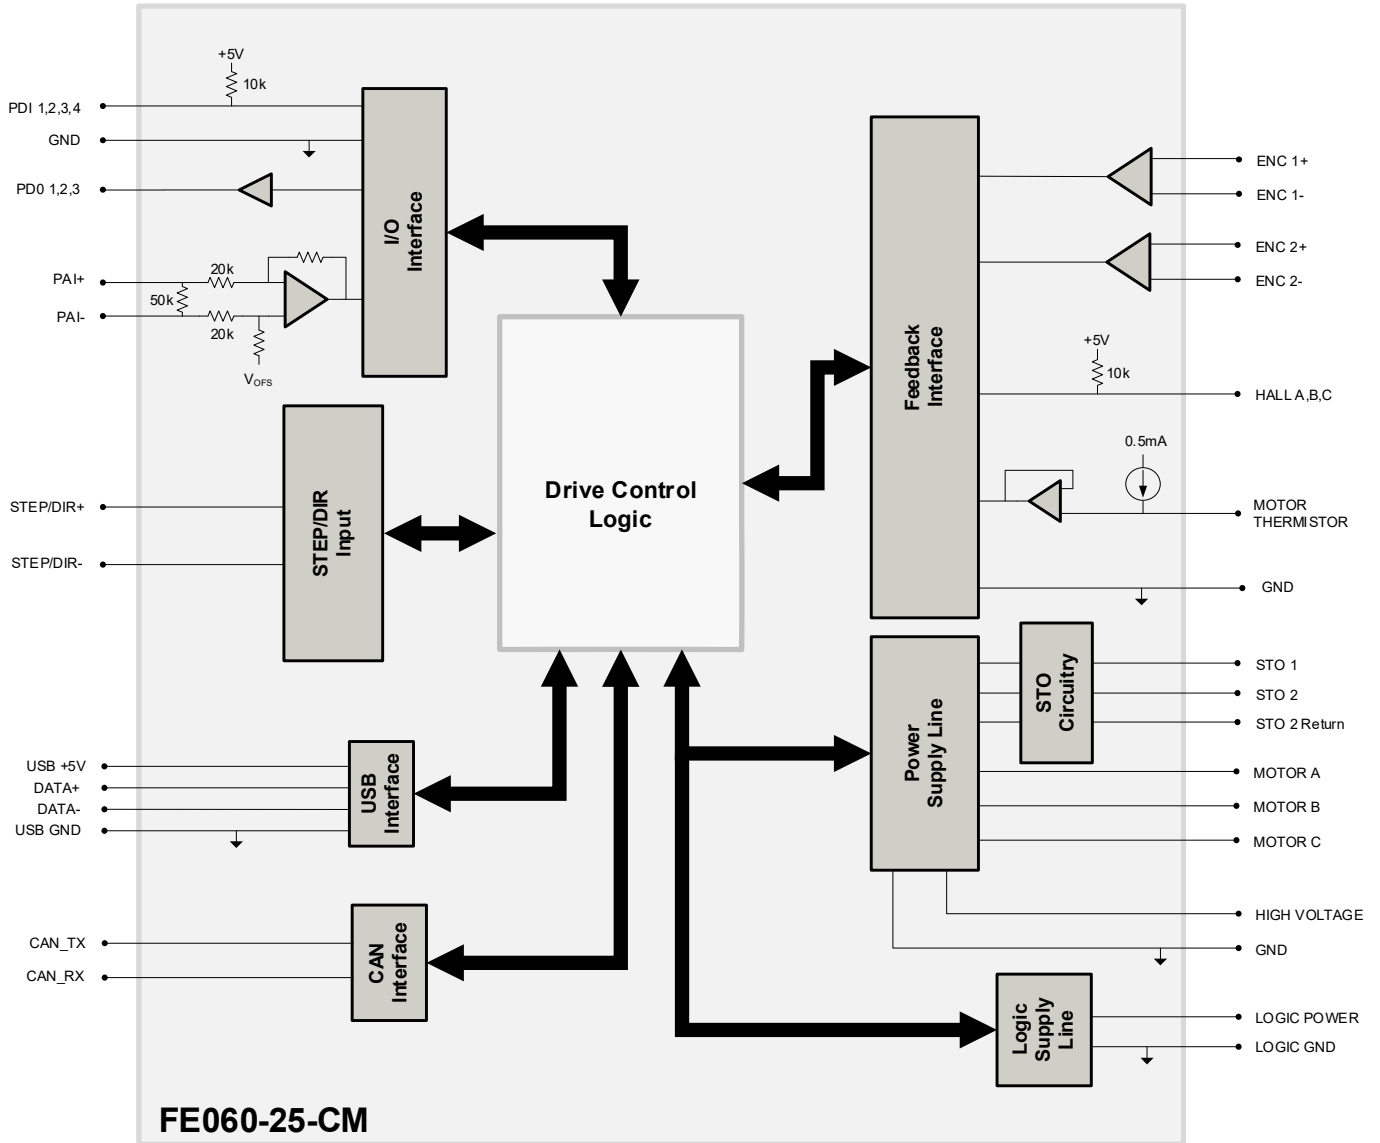 +5V
10k
PDI 1,2,3,4
GND
PD0 1,2,3
I/O
Interface
PAI+
20k
50k
PAI-
20k
VOFS
STEP/DIR+
STEP/DIR-
STEP/DIR
Input
Drive Control
Logic
USB +5V
DATA+
DATA-
USB GND
USB
Interface
CAN_TX
CAN_RX
CAN
Interface
Feedback
Interface
ENC 1+
ENC 1-
ENC 2+
ENC 2-
+5V
10k
HALL A,B,C
0.5mA
MOTOR
THERMISTOR
GND
Power
Supply Line
STO
Circuitry
STO 1
STO 2
STO 2 Return
MOTOR A
MOTOR B
MOTOR C
HIGH VOLTAGE
GND
Logic
Supply
Line
LOGIC POWER
LOGIC GND
FE060-25-CM